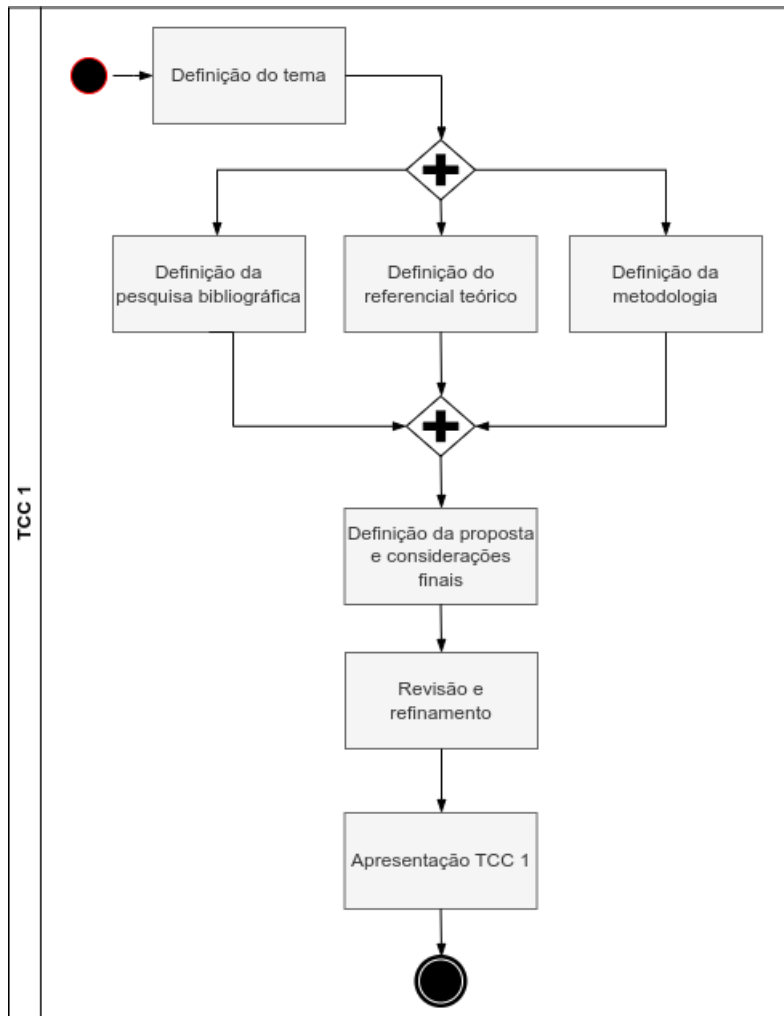 TCC 1
Definição do tema
Definição da
pesquisa bibliográfica
Definição do
referencial teórico
Definição da
metodologia
Definição da proposta
e considerações
finais
Revisão e
refinamento
Apresentação TCC 1